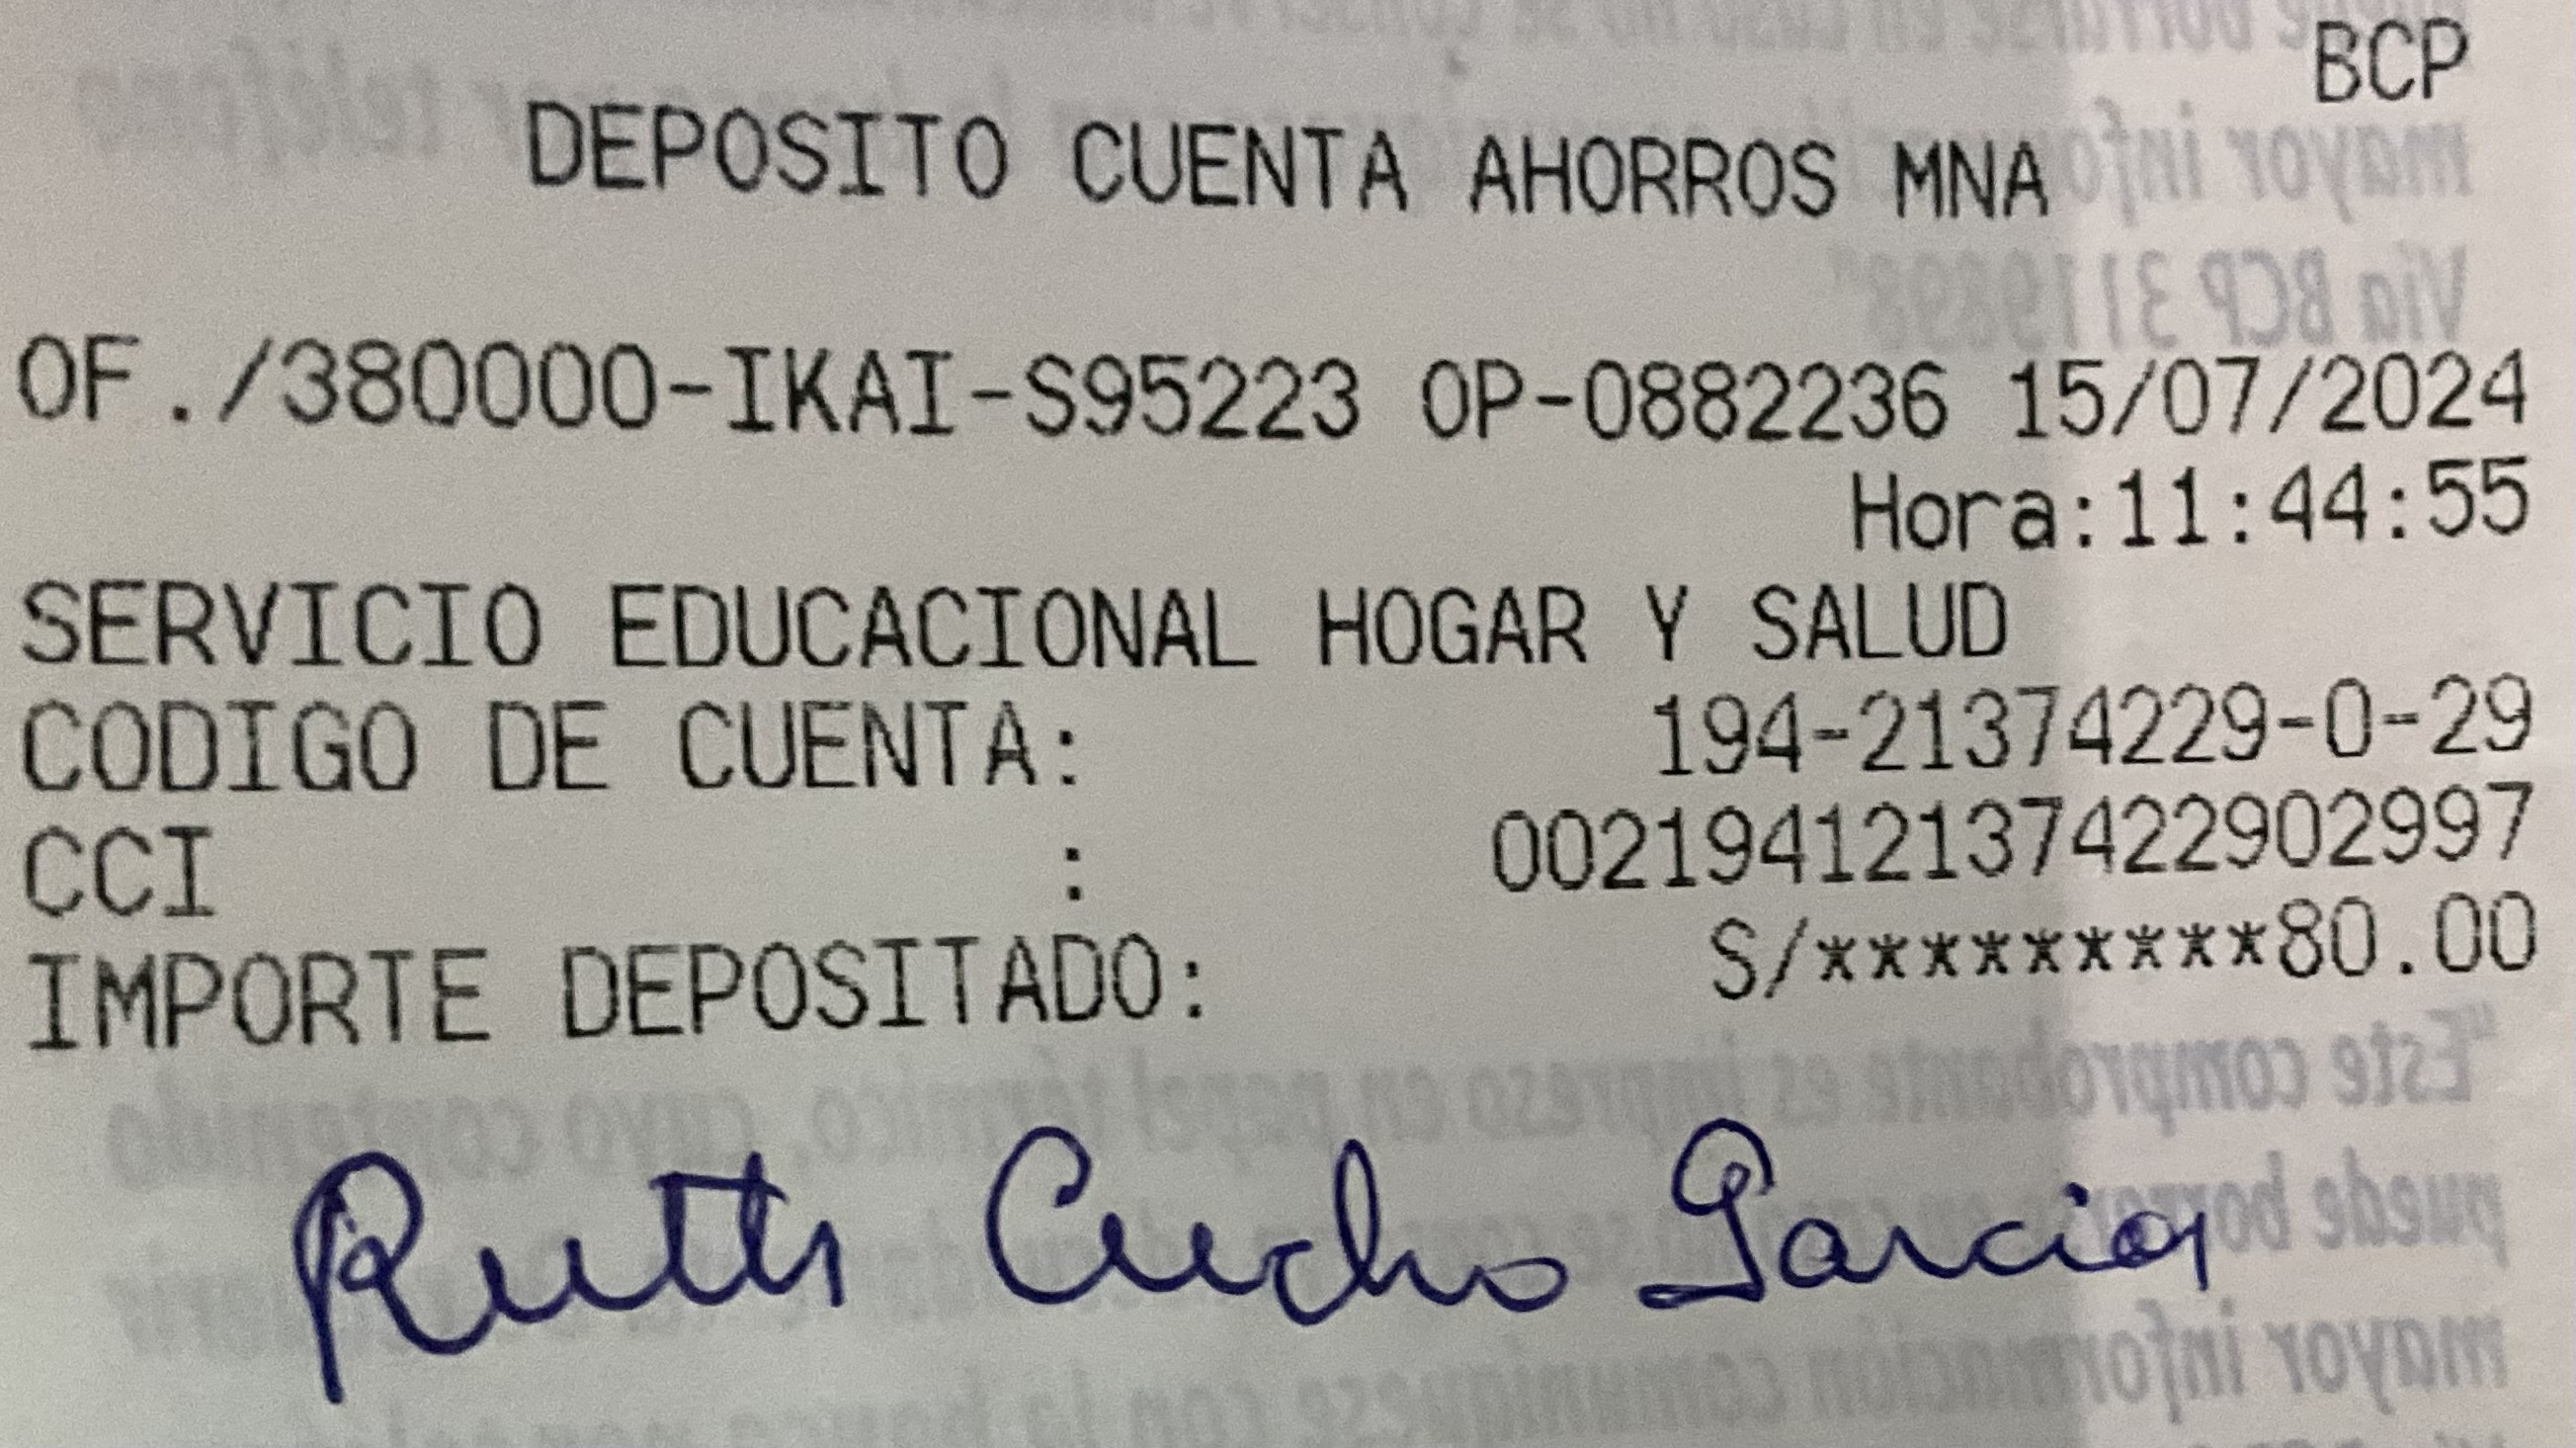 BCP
DEPOSITO CUENTA AHORROS MNA
OF./380000-IKAI-S95223 OP-0882236 15/07/2024
Hora:11:44:55
SERVICIO EDUCACIONAL HOGAR Y SALUD
CODIGO DE CUENTA: 194-21374229-0-29
CCI : 00219412137422902997
IMPORTE DEPOSITADO: S/*********80.00
Ruth Cucho Garcia